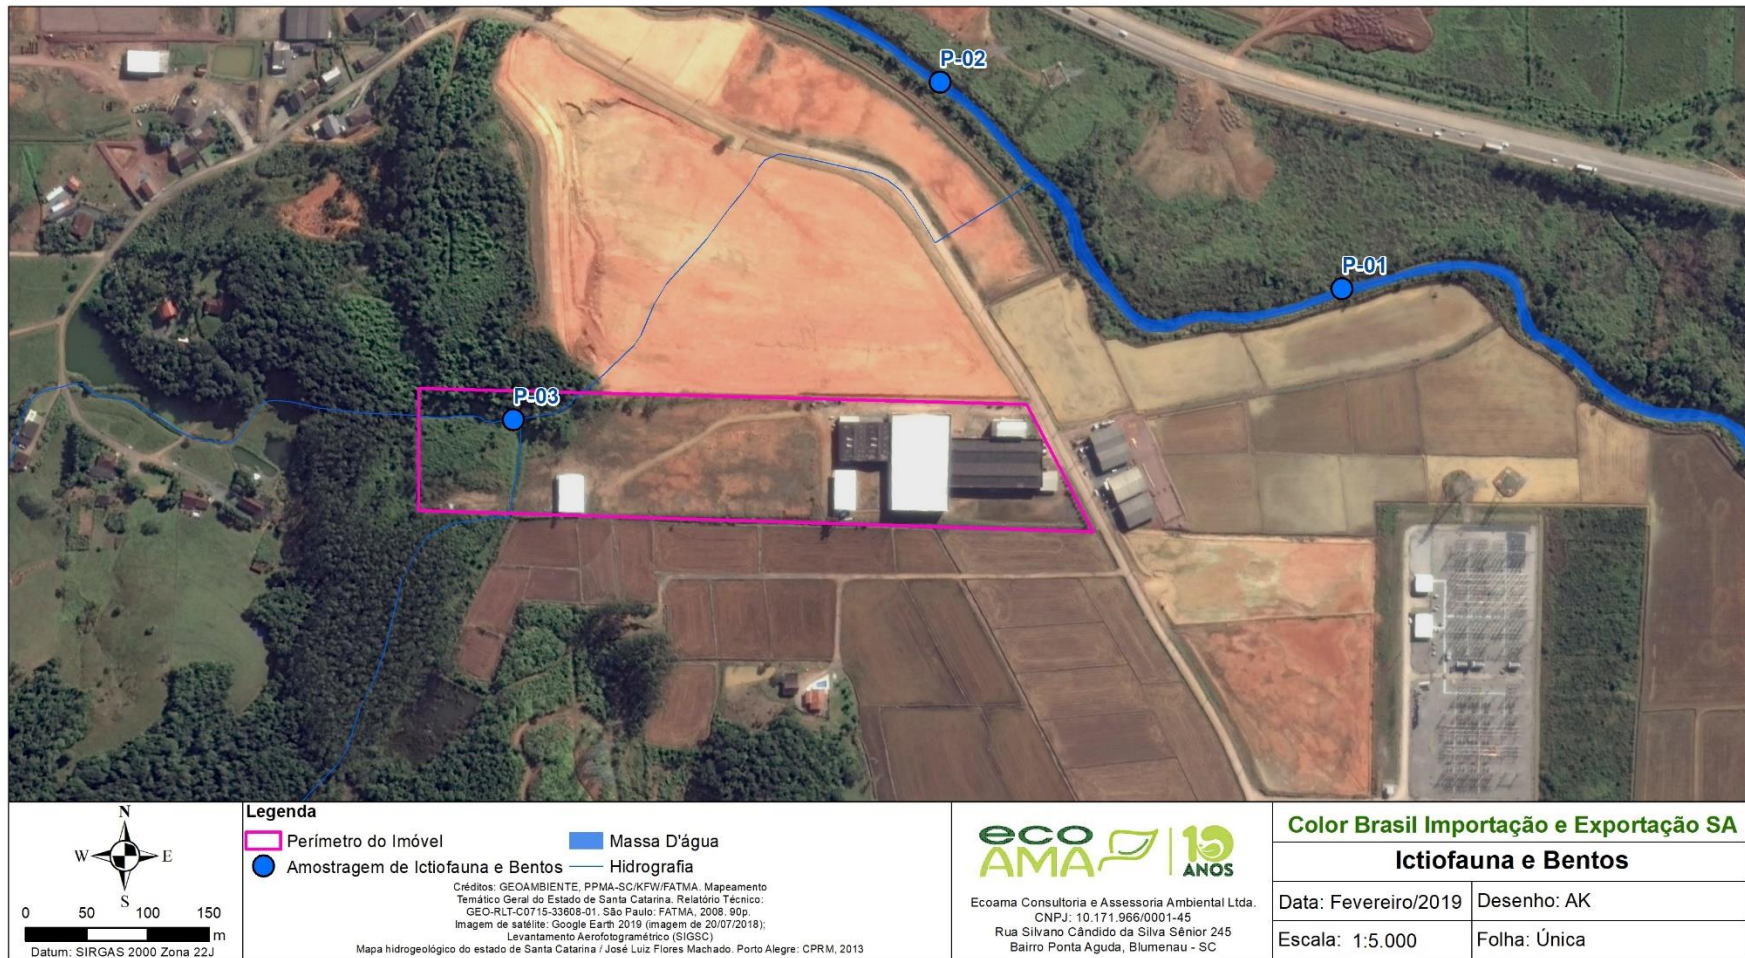 P-02
P-01
P-03
N
W
E
S
0 50 100 150
m
Datum: SIRGAS 2000 Zona 22J
Legenda
Perímetro do Imóvel
Massa D'água
Amostragem de Ictiofauna e Bentos
Hidrografia
Créditos: GEOAMBIENTE, PPMA-SC/KFW/FATMA. Mapeamento
Temático Geral do Estado de Santa Catarina. Relatório Técnico:
GEO-RLT-C0715-33608-01. São Paulo: FATMA, 2008. 90p.
Imagem de satélite: Google Earth 2019 (imagem de 20/07/2018);
Levantamento Aerofotogramétrico (SIGSC)
Mapa hidrogeológico do estado de Santa Catarina / José Luiz Flores Machado. Porto Alegre: CPRM, 2013
eco
AMA
10
ANOS
Ecoama Consultoria e Assessoria Ambiental Ltda.
CNPJ: 10.171.966/0001-45
Rua Silvano Cândido da Silva Sênior 245
Bairro Ponta Aguda, Blumenau - SC
Color Brasil Importação e Exportação SA
Ictiofauna e Bentos
Data: Fevereiro/2019
Desenho: AK
Escala: 1:5.000
Folha: Única